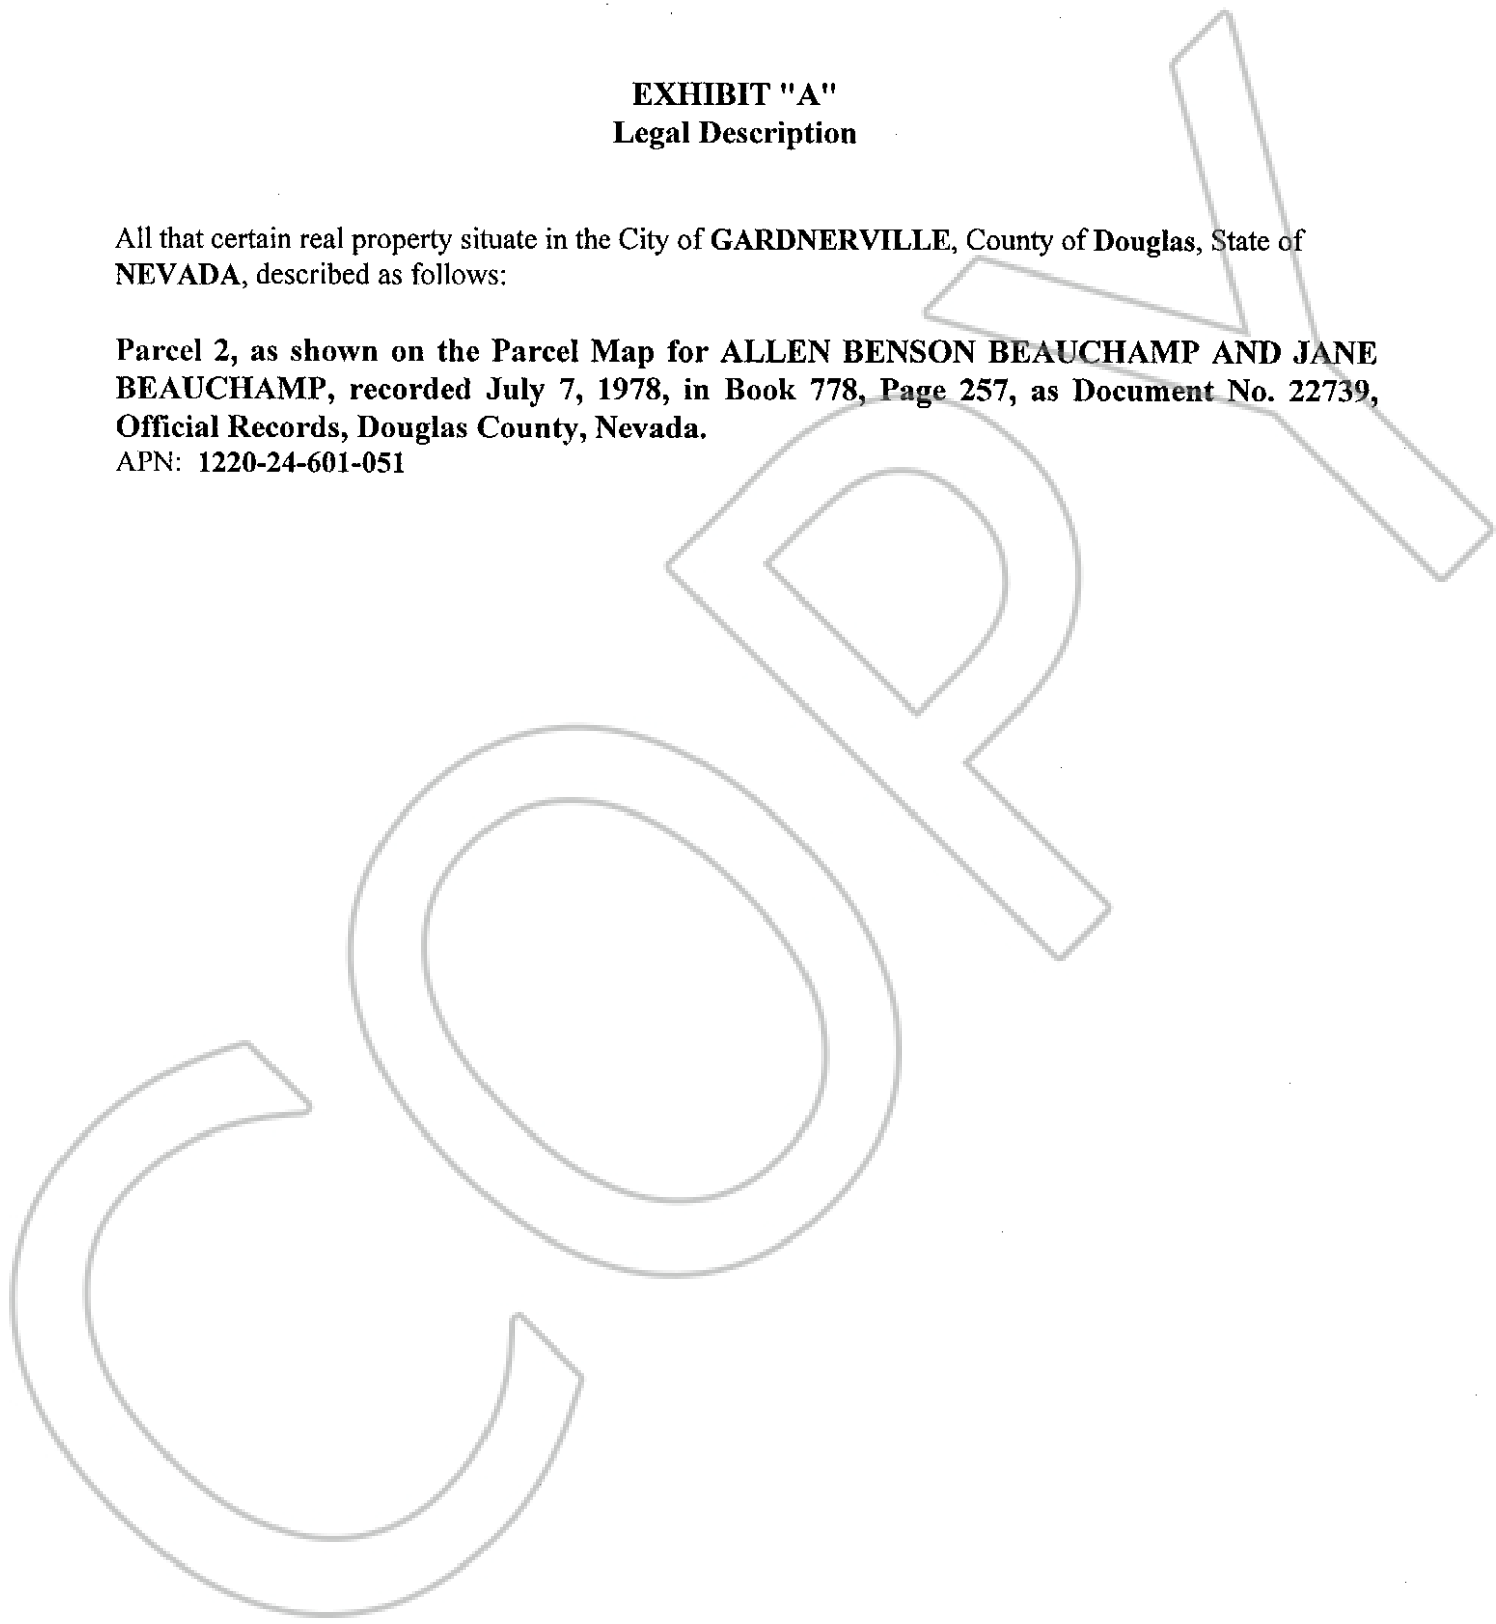 EXHIBIT "A"
Legal Description
All that certain real property situate in the City of GARDNERVILLE, County of Douglas, State of
NEVADA, described as follows:
Parcel 2, as shown on the Parcel Map for ALLEN BENSON BEAUCHAMP AND JANE
BEAUCHAMP, recorded July 7, 1978, in Book 778, Page 257, as Document No. 22739,
Official Records, Douglas County, Nevada.
APN: 1220-24-601-051
COPY